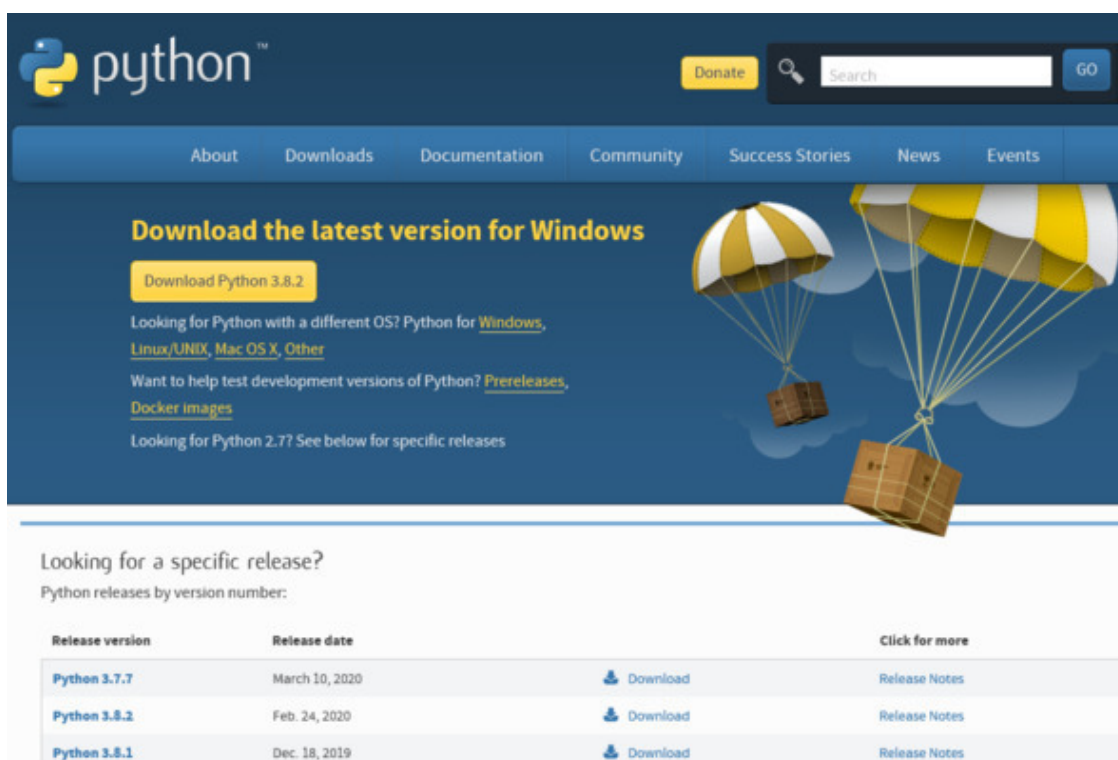 python™
Donate
Search
GO
About Downloads Documentation Community Success Stories News Events
Download the latest version for Windows
Download Python 3.8.2
Looking for Python with a different OS? Python for Windows,
Linux/UNIX, Mac OS X, Other
Want to help test development versions of Python? Prereleases,
Docker images
Looking for Python 2.7? See below for specific releases
Looking for a specific release?
Python releases by version number:
Release version Release date Click for more
Python 3.7.7 March 10, 2020 Download Release Notes
Python 3.8.2 Feb. 24, 2020 Download Release Notes
Python 3.8.1 Dec. 18, 2019 Download Release Notes